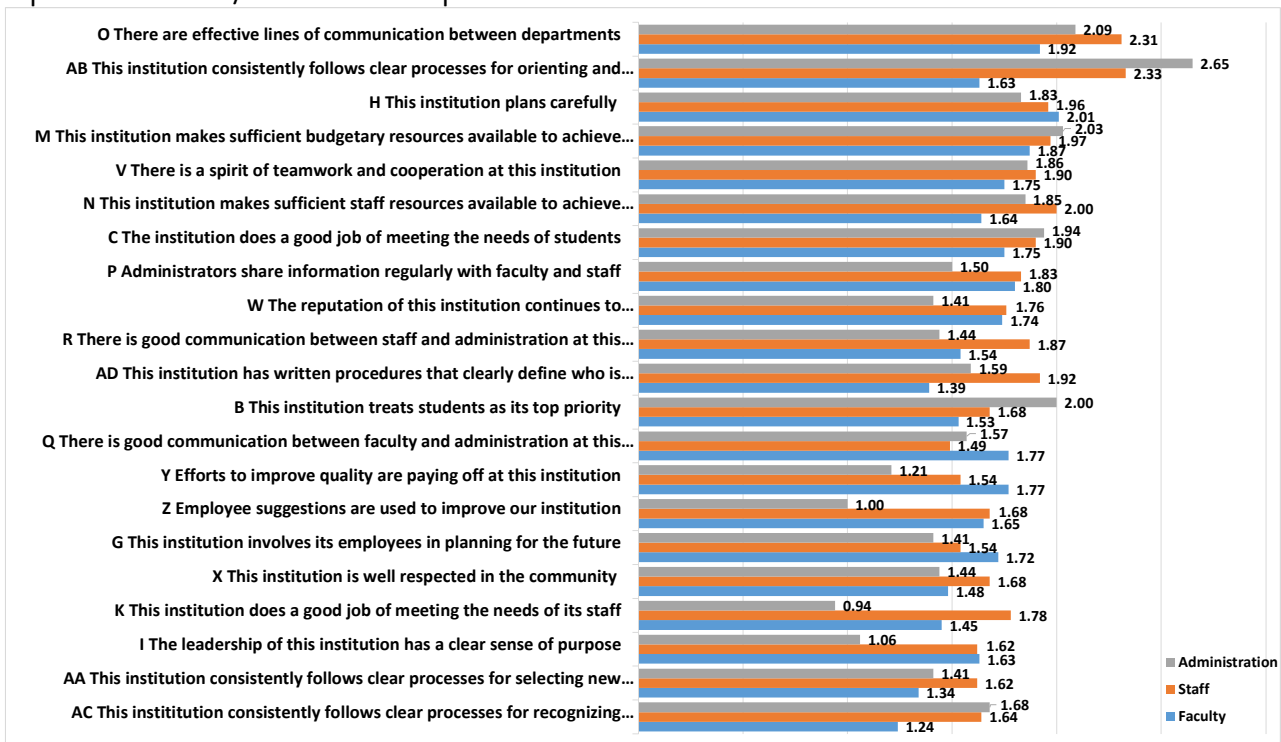 O There are effective lines of communication between departments
2.09
2.31
1.92
AB This institution consistently follows clear processes for orienting and...
2.65
2.33
1.63
H This institution plans carefully
1.83
1.96
2.01
M This institution makes sufficient budgetary resources available to achieve...
2.03
1.97
1.87
V There is a spirit of teamwork and cooperation at this institution
1.86
1.90
1.75
N This institution makes sufficient staff resources available to achieve...
1.85
2.00
1.64
C The institution does a good job of meeting the needs of students
1.94
1.90
1.75
P Administrators share information regularly with faculty and staff
1.50
1.83
1.80
W The reputation of this institution continues to...
1.41
1.76
1.74
R There is good communication between staff and administration at this...
1.44
1.87
1.54
AD This institution has written procedures that clearly define who is...
1.59
1.92
1.39
B This institution treats students as its top priority
2.00
1.68
1.53
Q There is good communication between faculty and administration at this...
1.57
1.49
1.77
Y Efforts to improve quality are paying off at this institution
1.21
1.54
1.77
Z Employee suggestions are used to improve our institution
1.00
1.68
1.65
G This institution involves its employees in planning for the future
1.41
1.54
1.72
X This institution is well respected in the community
1.44
1.68
1.48
K This institution does a good job of meeting the needs of its staff
0.94
1.78
1.45
I The leadership of this institution has a clear sense of purpose
1.06
1.62
1.63
AA This institution consistently follows clear processes for selecting new...
1.41
1.62
1.34
AC This instititution consistently follows clear processes for recognizing...
1.68
1.64
1.24
Administration
Staff
Faculty